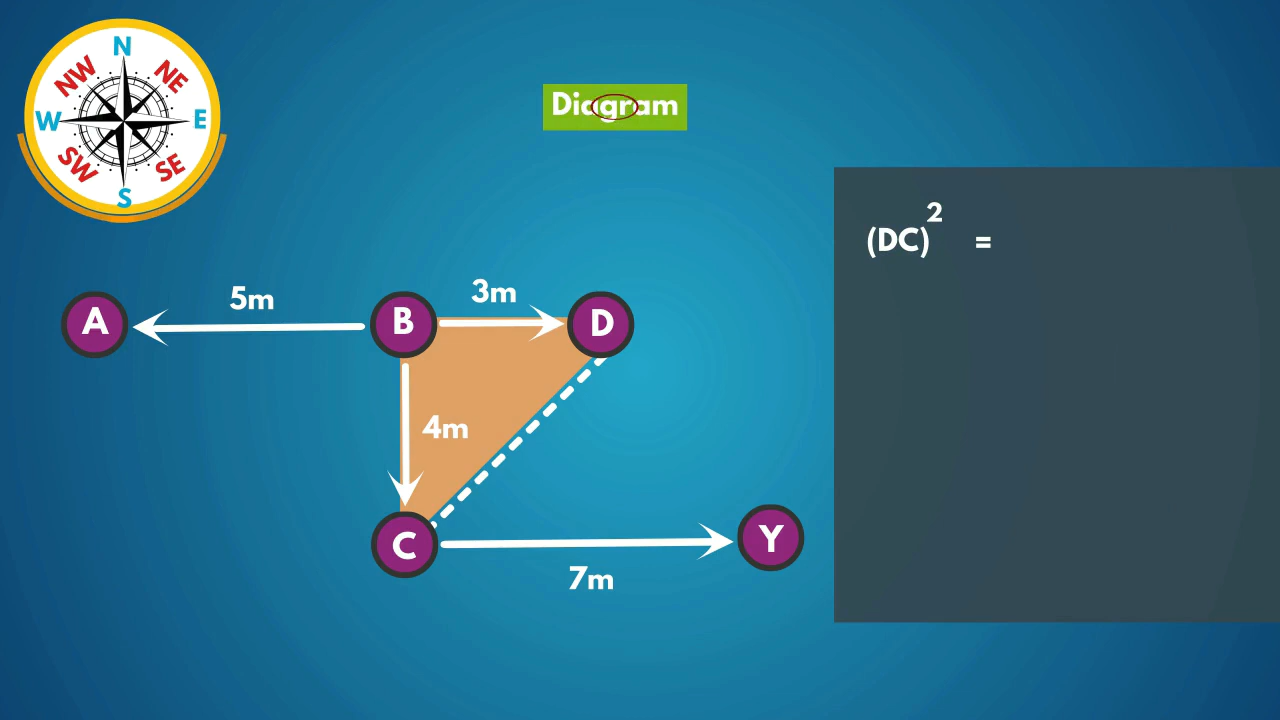 N
NW NE
W E
SW SE
S
Diagram
(DC)² =
5m 3m
A B D
4m
C Y
7m